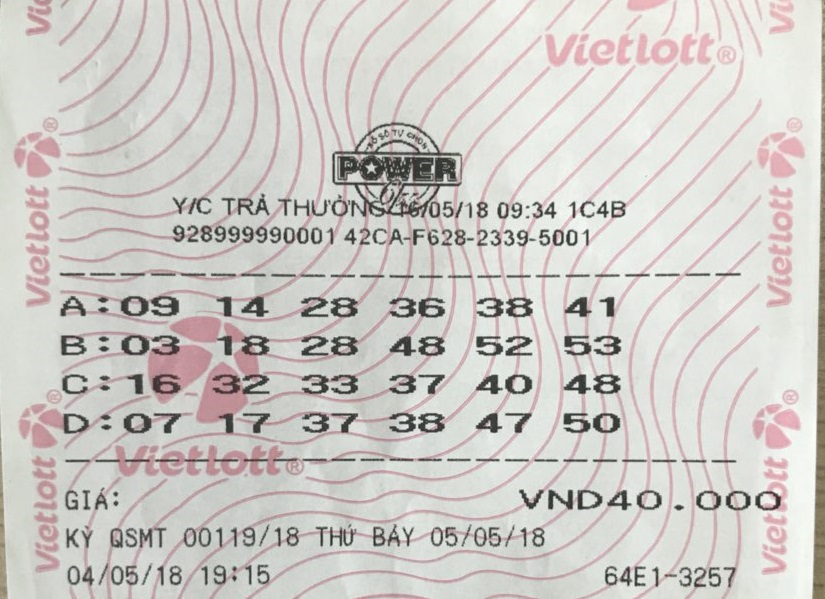 Vietlott®
XỔ SỐ TỰ CHỌN
POWER
6/55
Y/C TRẢ THƯỞNG 16/05/18 09:34 1C4B
928999990001 42CA-F628-2339-5001
A:09 14 28 36 38 41
B:03 18 28 48 52 53
C:16 32 33 37 40 48
D:07 17 37 38 47 50
Vietlott®
GIÁ: VND40.000
KỲ QSMT 00119/18 THỨ BẢY 05/05/18
04/05/18 19:15 64E1-3257
Vietlott®
Vietlott®
Vietlott®
Vietlott®